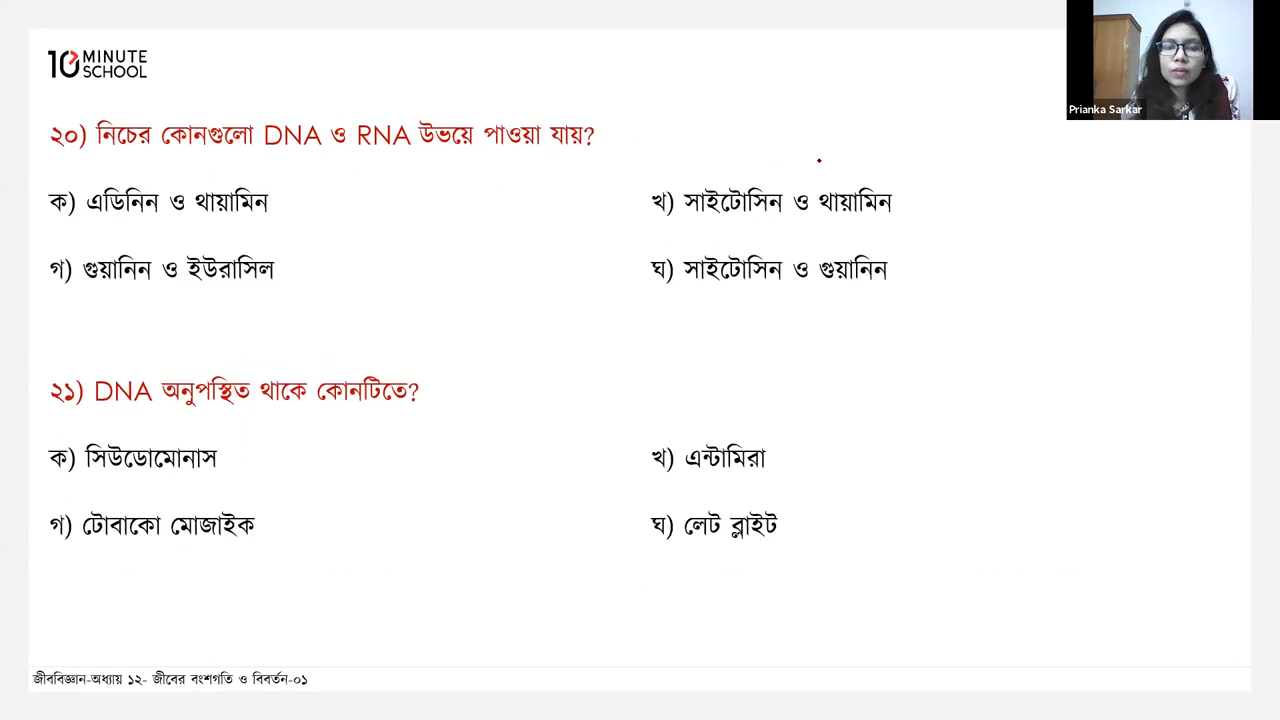 10 MINUTE SCHOOL
Prianka Sarkar
২০) নিচের কোনগুলো DNA ও RNA উভয়ে পাওয়া যায়?
ক) এডিনিন ও থায়ামিন
খ) সাইটোসিন ও থায়ামিন
গ) গুয়ানিন ও ইউরাসিল
ঘ) সাইটোসিন ও গুয়ানিন
২১) DNA অনুপস্থিত থাকে কোনটিতে?
ক) সিউডোমোনাস
খ) এন্টামিরা
গ) টোবাকো মোজাইক
ঘ) লেট ব্লাইট
জীববিজ্ঞান-অধ্যায় ১২- জীবের বংশগতি ও বিবর্তন-০১